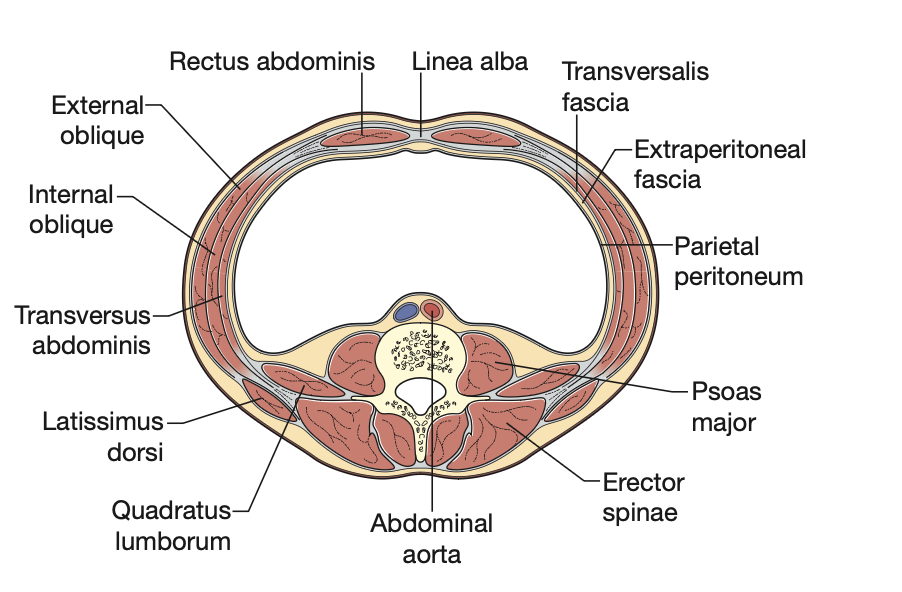 Rectus abdominis
Linea alba
Transversalis
fascia
External
oblique
Extraperitoneal
fascia
Internal
oblique
Parietal
peritoneum
Transversus
abdominis
Psoas
major
Latissimus
dorsi
Erector
spinae
Quadratus
lumborum
Abdominal
aorta